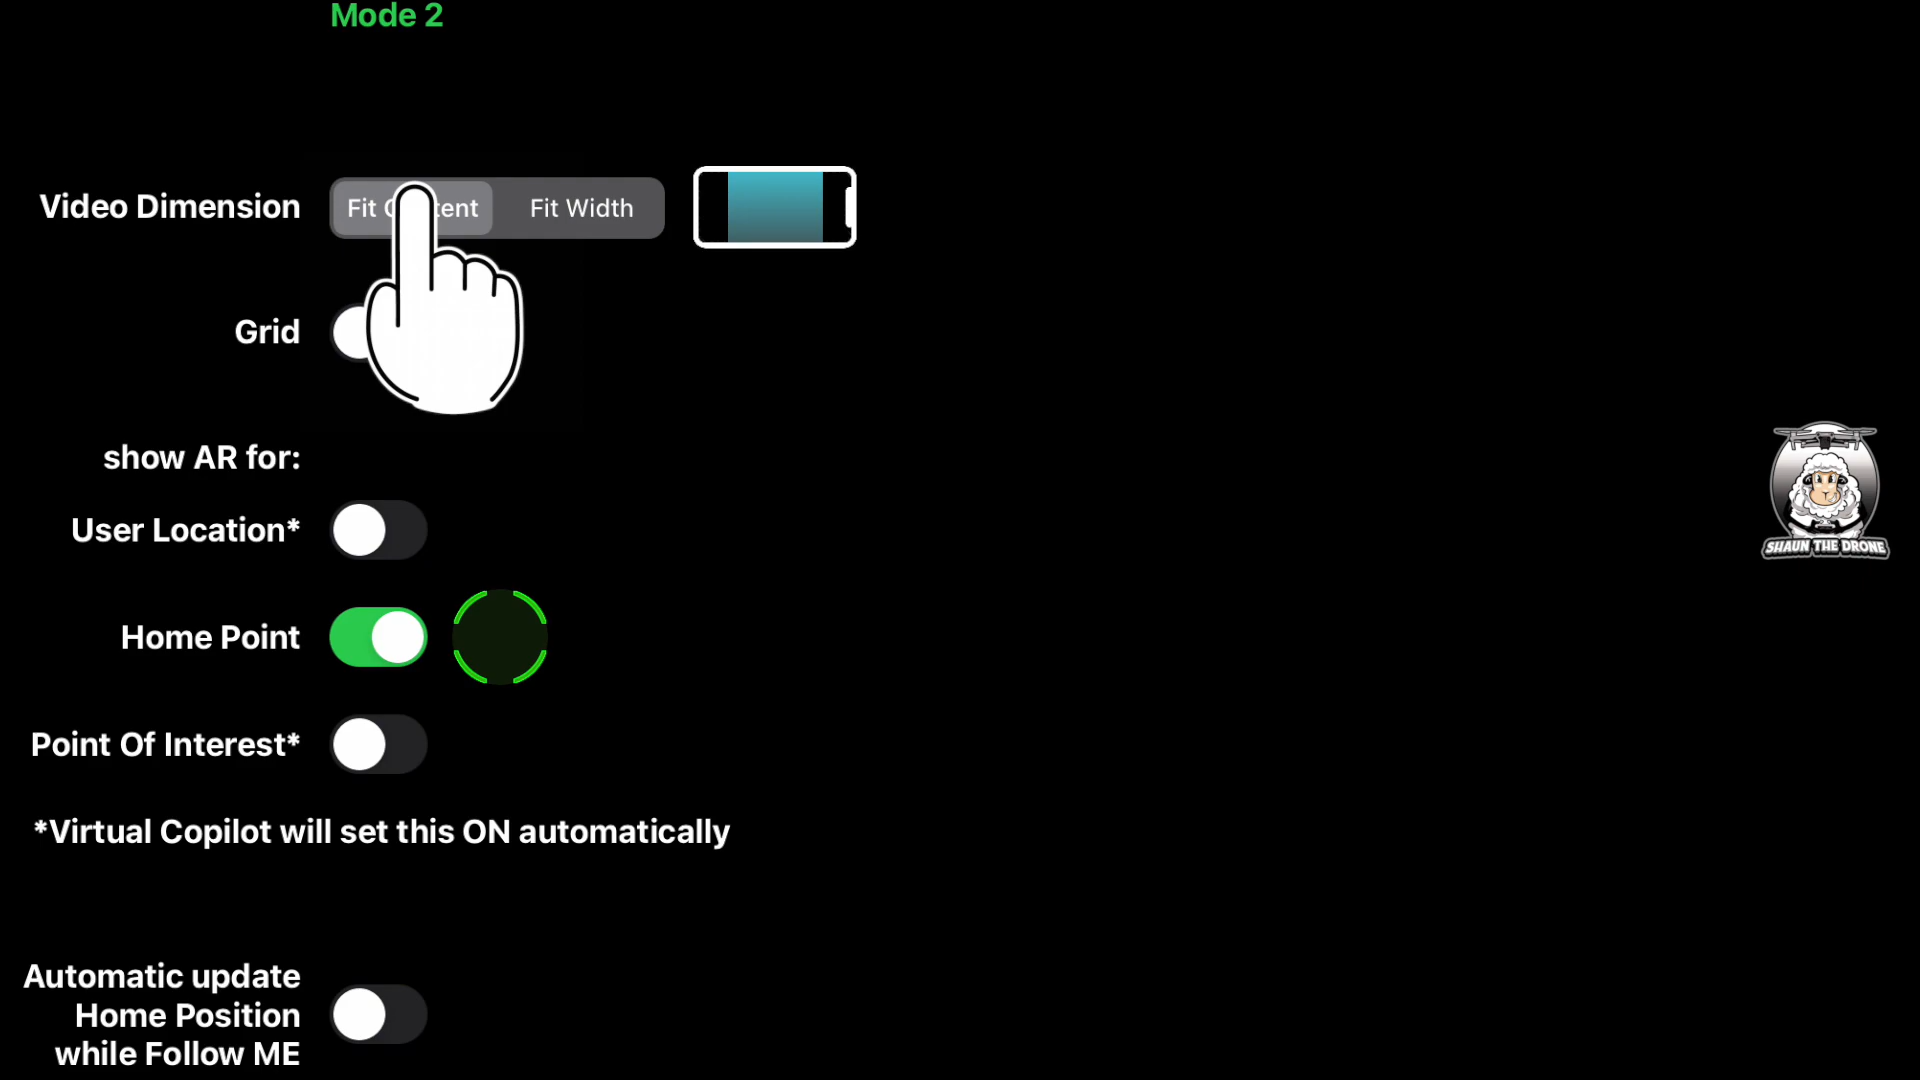 Mode 2
Video Dimension
Fit Width
Grid
show AR for:
User Location*
Home Point
Point Of Interest*
*Virtual Copilot will set this ON automatically
Automatic update
Home Position
while Follow ME
SHAUN THE DRONE